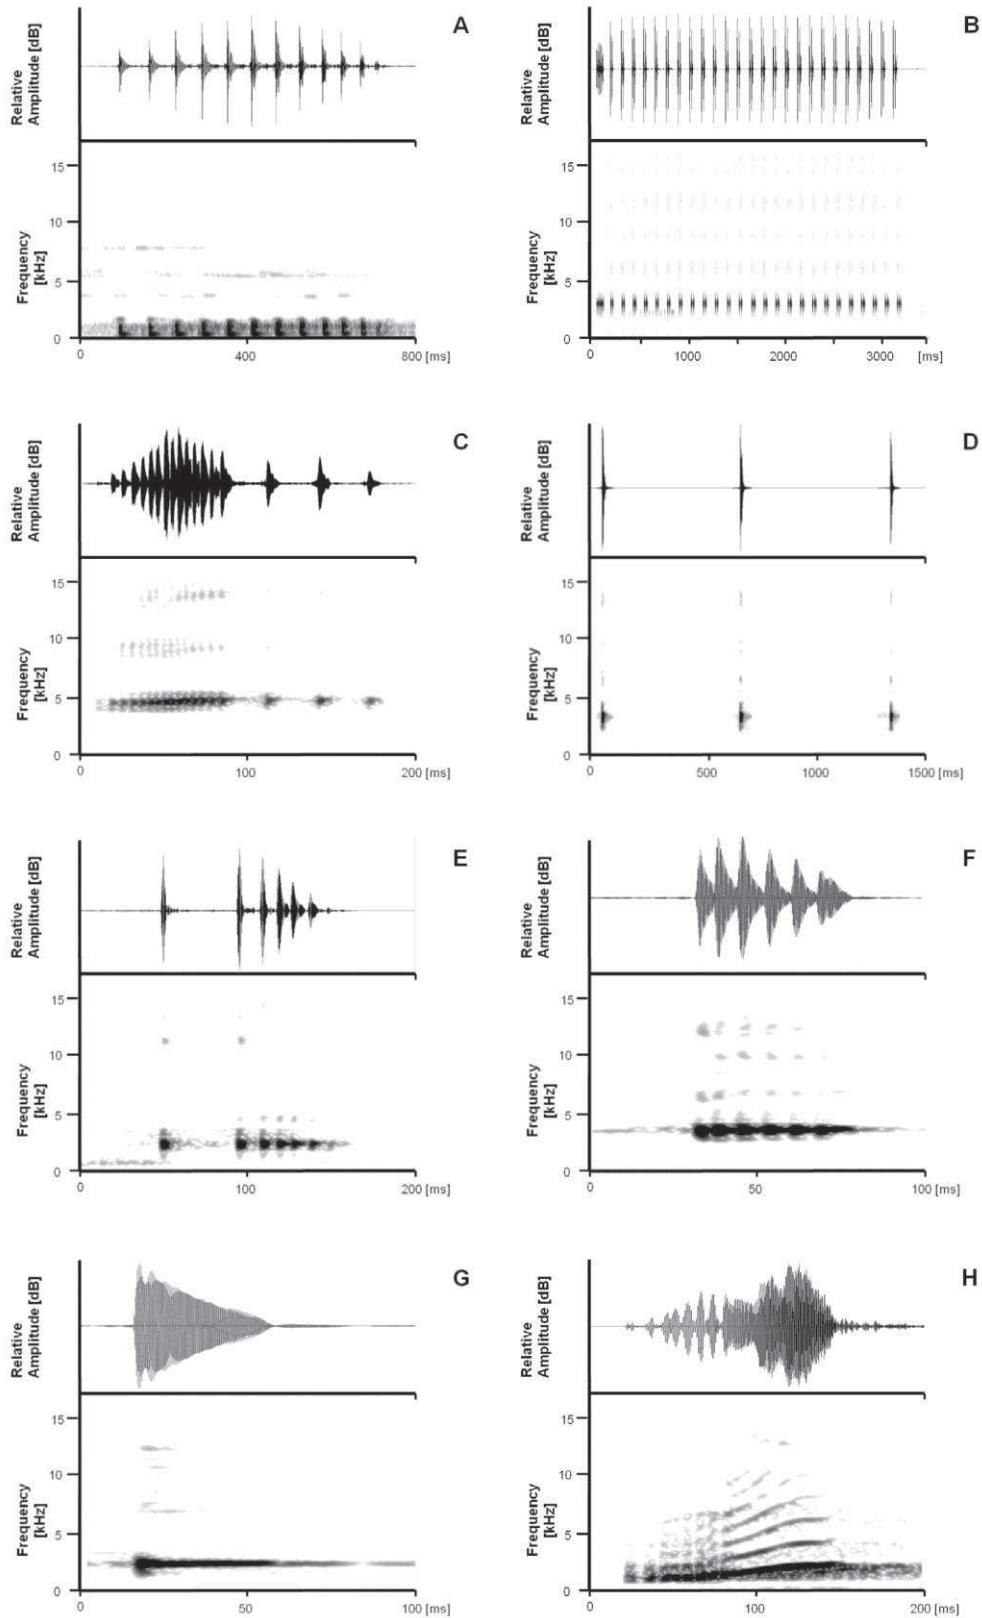 A
Relative
Amplitude [dB]
15
10
5
0
Frequency
[kHz]
0 400 800 [ms]
B
Relative
Amplitude [dB]
15
10
5
0
Frequency
[kHz]
0 1000 2000 3000 [ms]
C
Relative
Amplitude [dB]
15
10
5
0
Frequency
[kHz]
0 100 200 [ms]
D
Relative
Amplitude [dB]
15
10
5
0
Frequency
[kHz]
0 500 1000 1500 [ms]
E
Relative
Amplitude [dB]
15
10
5
0
Frequency
[kHz]
0 100 200 [ms]
F
Relative
Amplitude [dB]
15
10
5
0
Frequency
[kHz]
0 50 100 [ms]
G
Relative
Amplitude [dB]
15
10
5
0
Frequency
[kHz]
0 50 100 [ms]
H
Relative
Amplitude [dB]
15
10
5
0
Frequency
[kHz]
0 100 200 [ms]